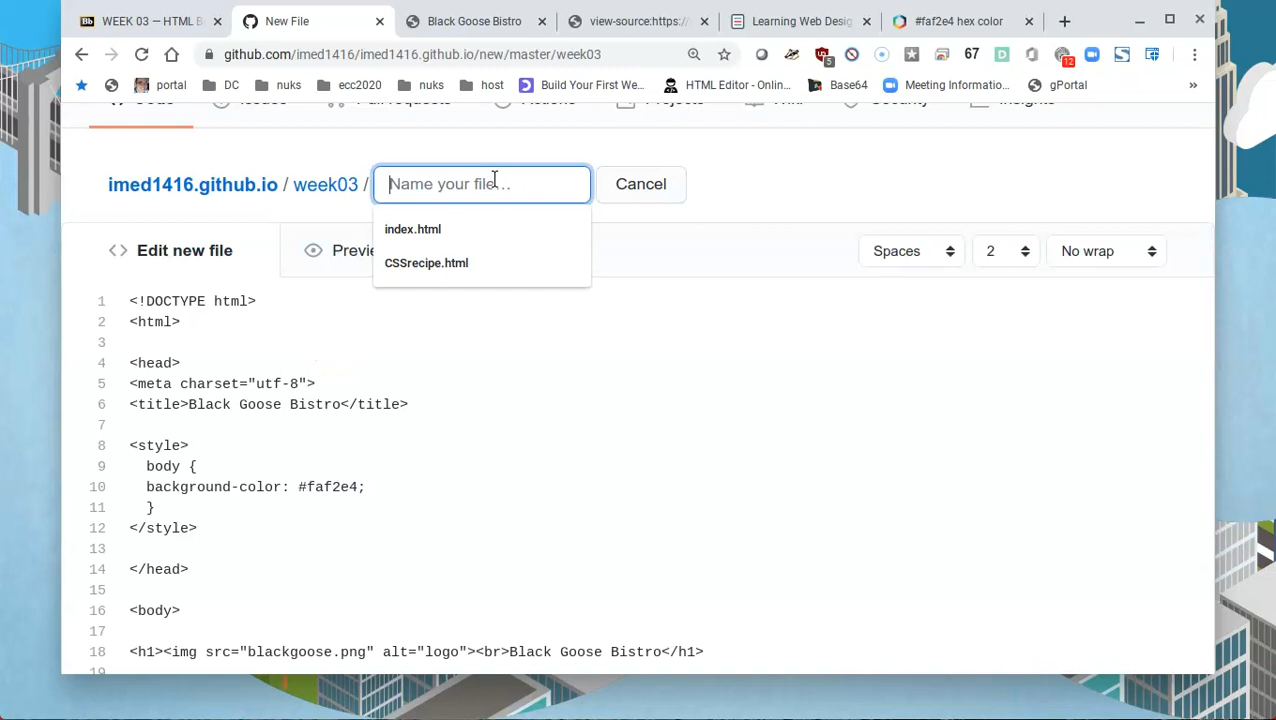 WEEK 03 — HTML B
New File
Black Goose Bistro
view-source:https://
Learning Web Desi
#faf2e4 hex color
github.com/imed1416/imed1416.github.io/new/master/week03
5
67
D
12
portal
DC
nuks
ecc2020
nuks
host
Build Your First We...
HTML Editor - Onlin...
Base64
Meeting Informatio...
gPortal
»
imed1416.github.io / week03 /
Name your file...
Cancel
index.html
CSSrecipe.html
<> Edit new file
Previe
Spaces
2
No wrap
1 <!DOCTYPE html>
2 <html>
3
4 <head>
5 <meta charset="utf-8">
6 <title>Black Goose Bistro</title>
7
8 <style>
9 body {
10 background-color: #faf2e4;
11 }
12 </style>
13
14 </head>
15
16 <body>
17
18 <h1><img src="blackgoose.png" alt="logo"><br>Black Goose Bistro</h1>
19